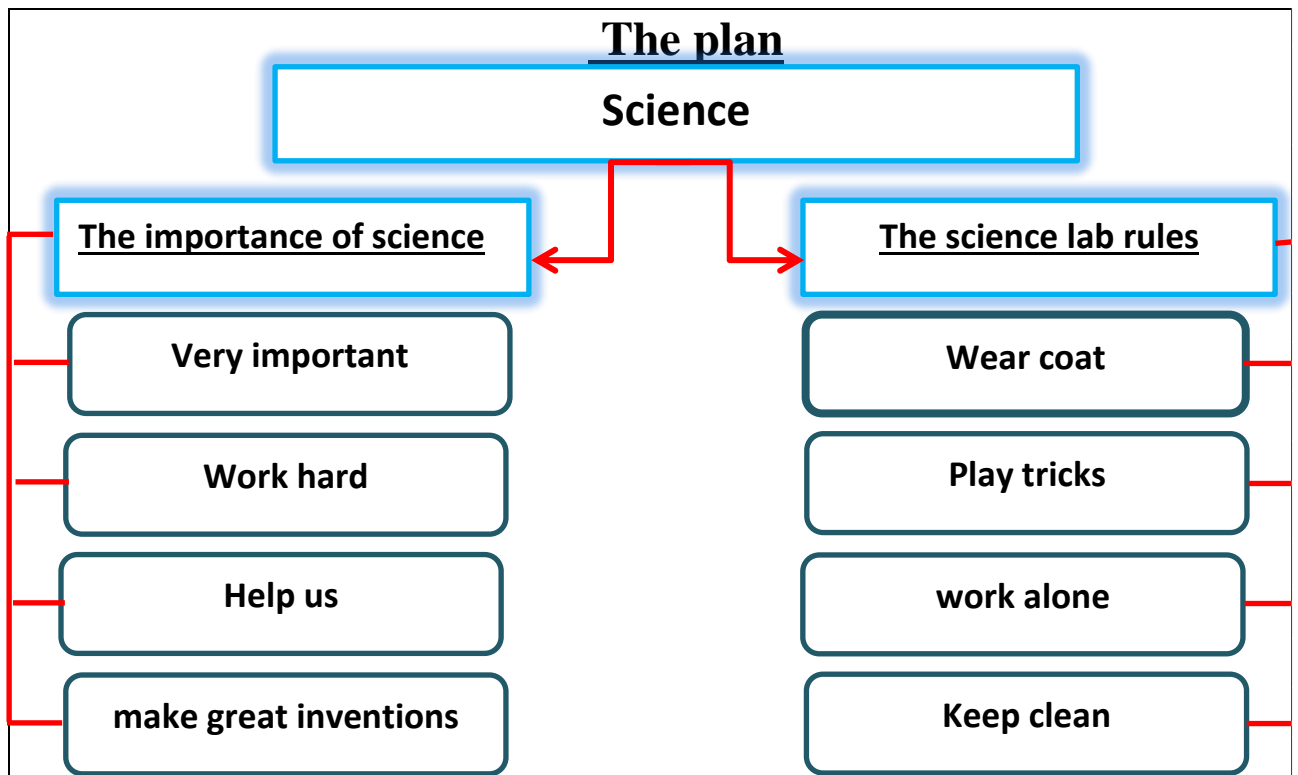 The plan
Science
The importance of science
Very important
Work hard
Help us
make great inventions
The science lab rules
Wear coat
Play tricks
work alone
Keep clean